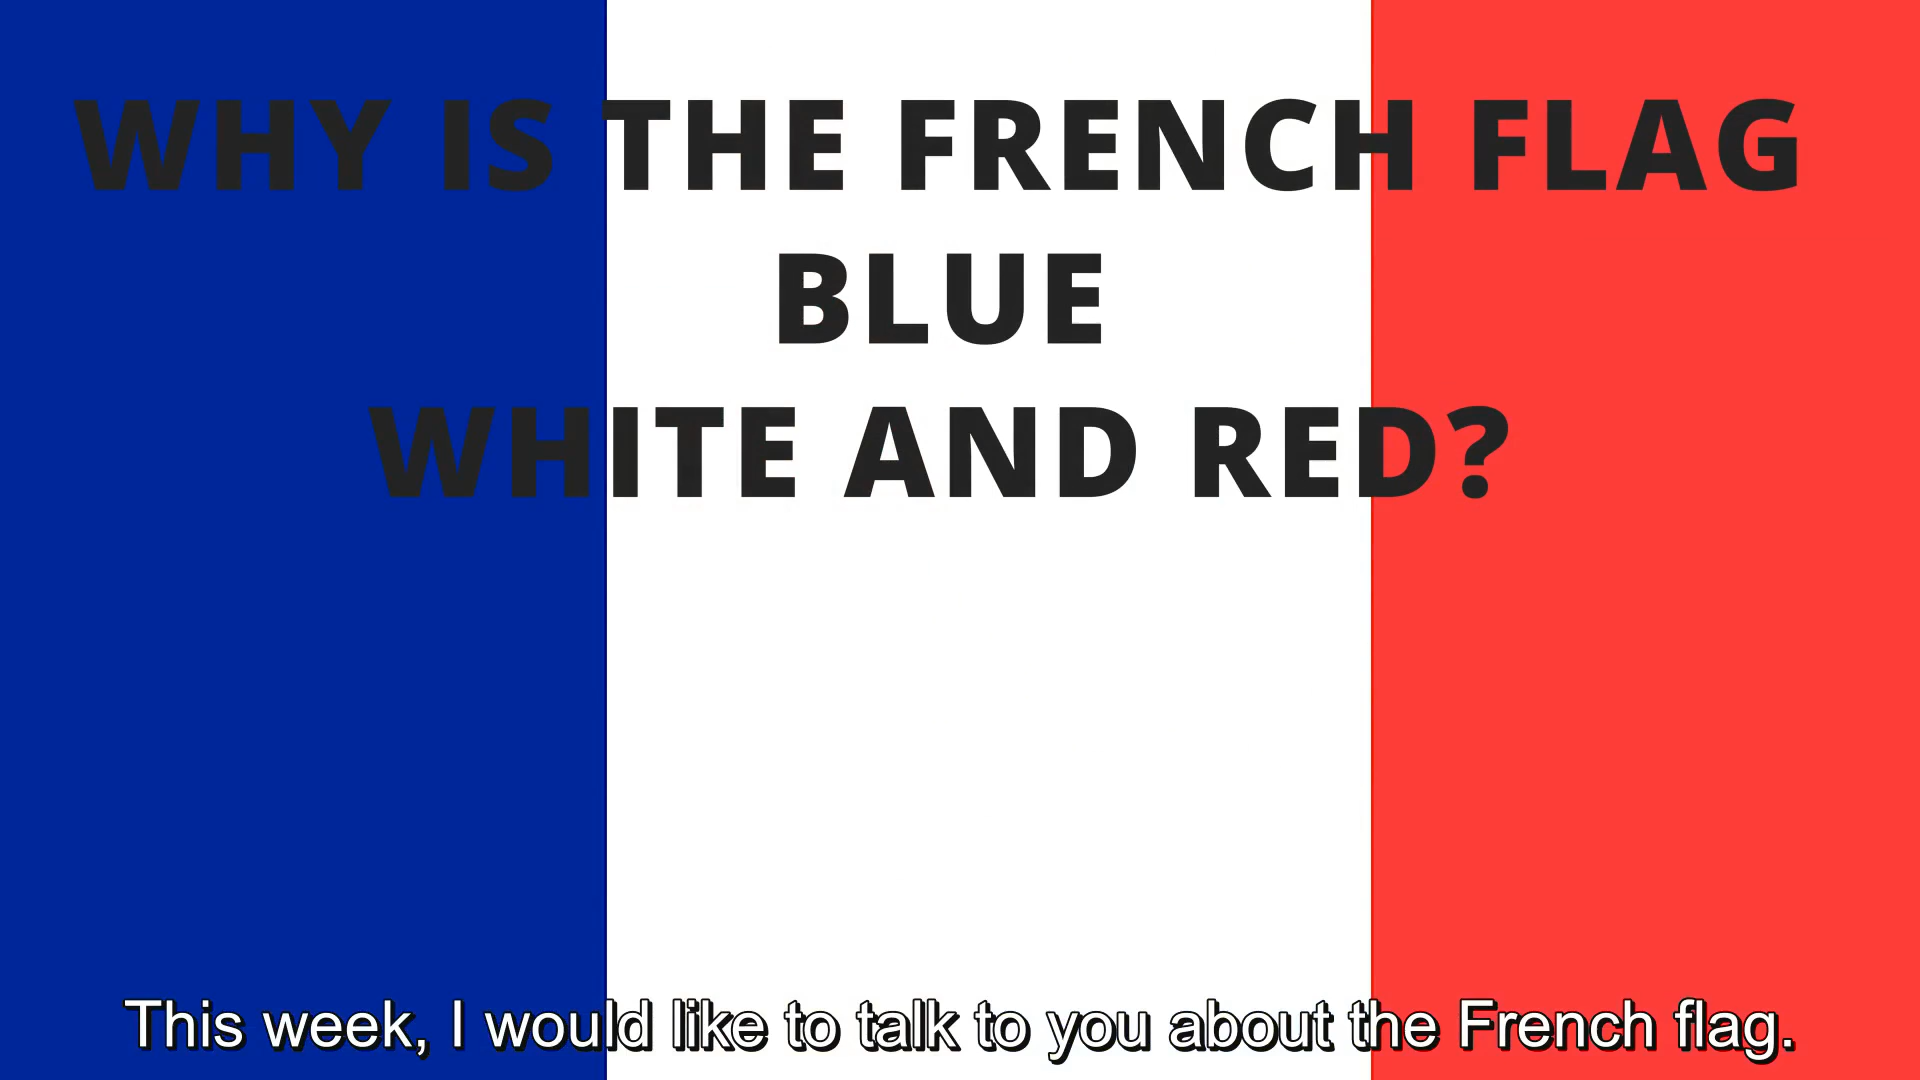 WHY IS THE FRENCH FLAG
BLUE
WHITE AND RED?
This week, I would like to talk to you about the French flag.